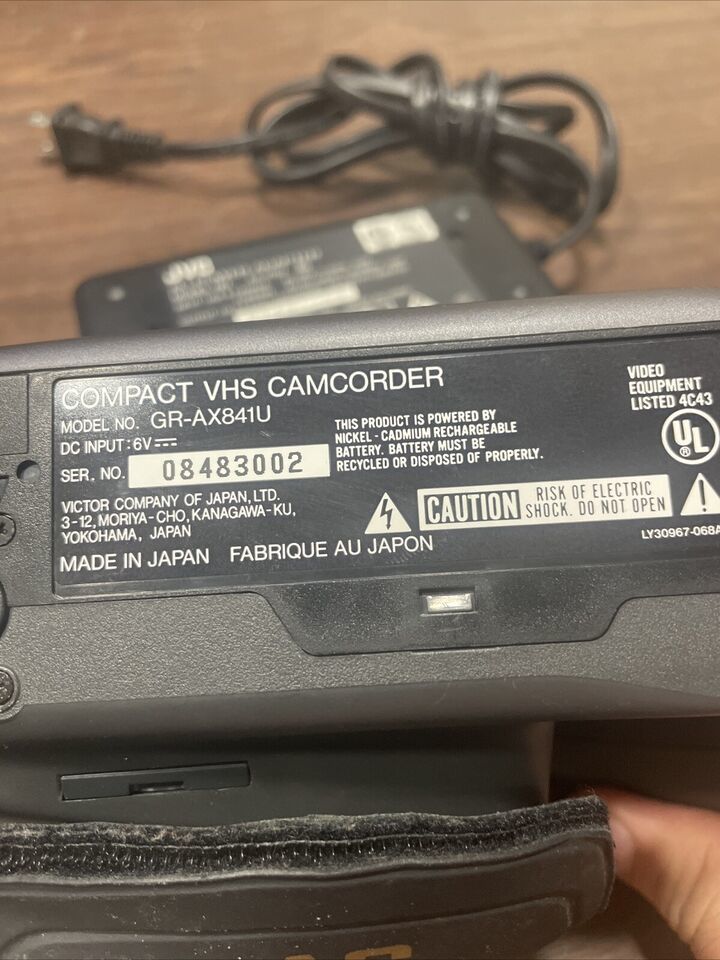 JVC
COMPACT VHS CAMCORDER
MODEL NO. GR-AX841U
DC INPUT: 6V
SER. NO. 08483002
VICTOR COMPANY OF JAPAN, LTD.
3-12, MORIYA-CHO, KANAGAWA-KU,
YOKOHAMA, JAPAN
MADE IN JAPAN FABRIQUE AU JAPON
THIS PRODUCT IS POWERED BY
NICKEL-CADMIUM RECHARGEABLE
BATTERY. BATTERY MUST BE
RECYCLED OR DISPOSED OF PROPERLY.
CAUTION RISK OF ELECTRIC
SHOCK. DO NOT OPEN
VIDEO
EQUIPMENT
LISTED 4C43
UL
®
LY30967-068A